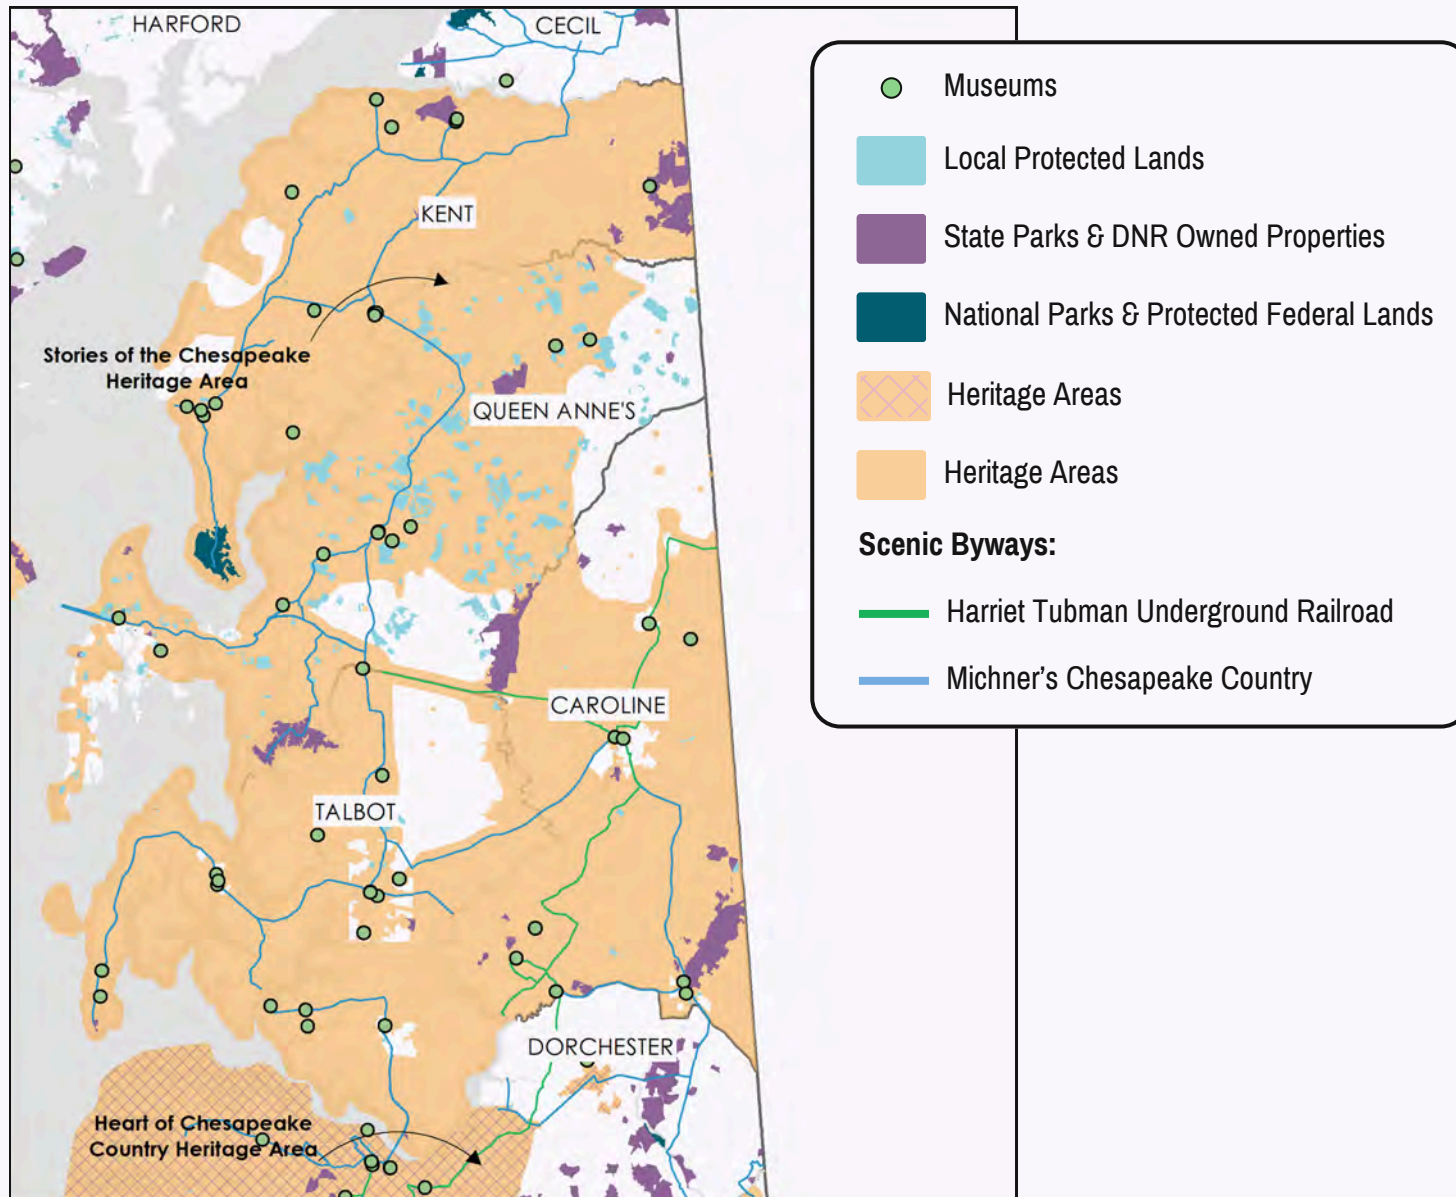 HARFORD
CECIL
KENT
Stories of the Chesapeake
Heritage Area
QUEEN ANNE'S
CAROLINE
TALBOT
DORCHESTER
Heart of Chesapeake
Country Heritage Area
Museums
Local Protected Lands
State Parks & DNR Owned Properties
National Parks & Protected Federal Lands
Heritage Areas
Heritage Areas
Scenic Byways:
Harriet Tubman Underground Railroad
Michner's Chesapeake Country